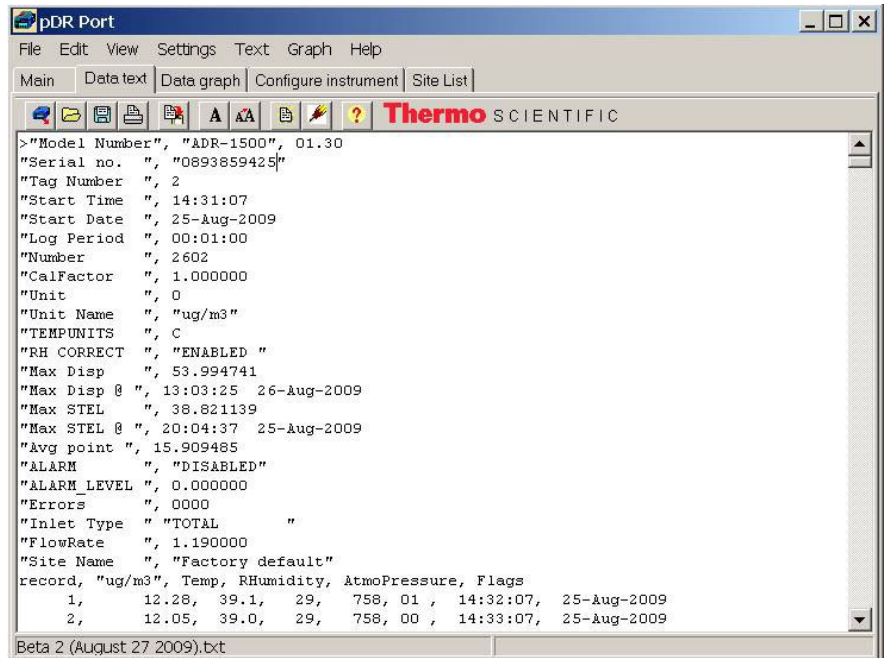 pDR Port
File Edit View Settings Text Graph Help
Main Data text Data graph Configure instrument Site List
A AA ? Thermo SCIENTIFIC
>"Model Number", "ADR-1500", 01.30
"Serial no.  ", "0893859425"
"Tag Number  ", 2
"Start Time  ", 14:31:07
"Start Date  ", 25-Aug-2009
"Log Period  ", 00:01:00
"Number      ", 2602
"CalFactor   ", 1.000000
"Unit        ", 0
"Unit Name   ", "ug/m3"
"TEMPUNITS   ", C
"RH CORRECT  ", "ENABLED "
"Max Disp    ", 53.994741
"Max Disp @ ", 13:03:25  26-Aug-2009
"Max STEL    ", 38.821139
"Max STEL @ ", 20:04:37  25-Aug-2009
"Avg point ", 15.909485
"ALARM       ", "DISABLED"
"ALARM_LEVEL ", 0.000000
"Errors      ", 0000
"Inlet Type  " "TOTAL       "
"FlowRate    ", 1.190000
"Site Name   ", "Factory default"
record, "ug/m3", Temp, RHumidity, AtmoPressure, Flags
1, 12.28, 39.1, 29, 758, 01 , 14:32:07, 25-Aug-2009
2, 12.05, 39.0, 29, 758, 00 , 14:33:07, 25-Aug-2009
Beta 2 (August 27 2009).txt